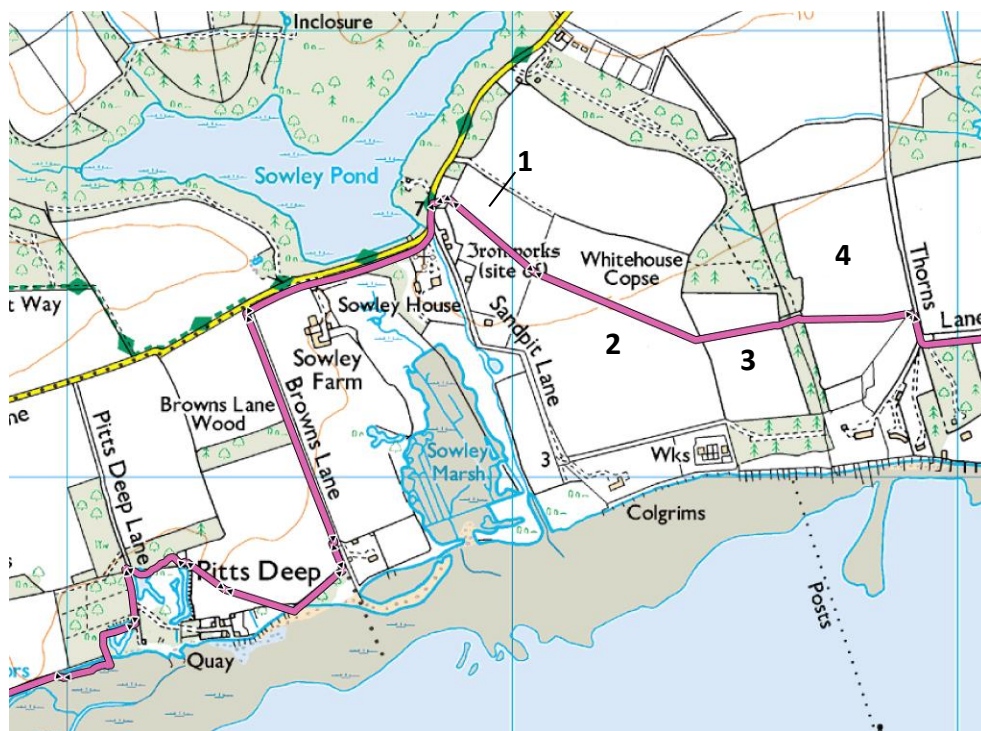 Inclosure
10
1
Sowley Pond
7
Ironworks
(site of)
Whitehouse
Copse
4
Thorns
Lane
t Way
Sowley House
Sandpit Lane
2
3
Sowley
Farm
Browns Lane
Wood
Browns Lane
ne
Pitts Deep Lane
Sowley
Marsh
3
Wks
Colgrims
Pitts Deep
Posts
Quay
ors